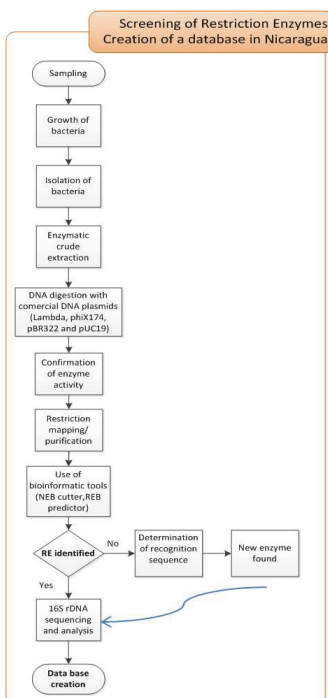 Screening of Restriction Enzymes
Creation of a database in Nicaragua
Sampling
Growth of
bacteria
Isolation of
bacteria
Enzymatic
crude
extraction
DNA digestion with
comercial DNA plasmids
(Lambda, phiX174,
pBR322 and pUC19)
Confirmation
of enzyme
activity
Restriction
mapping/
purification
Use of
bioinformatic tools
(NEB cutter,REB
predictor)
RE identified
No
Determination
of recognition
sequence
New enzyme
found
Yes
16S rDNA
sequencing
and analysis
Data base
creation